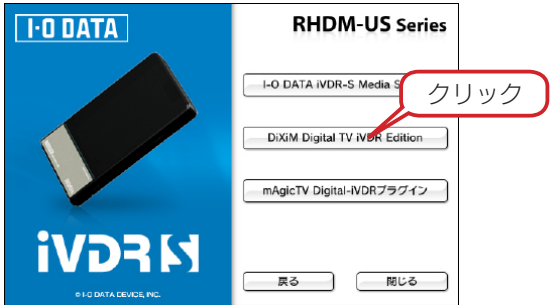 I-O DATA
RHDM-US Series
I-O DATA iVDR-S Media S
クリック
DiXiM Digital TV iVDR Edition
mAgicTV Digital-iVDRプラグイン
iVDR S
戻る
閉じる
© I-O DATA DEVICE, INC.